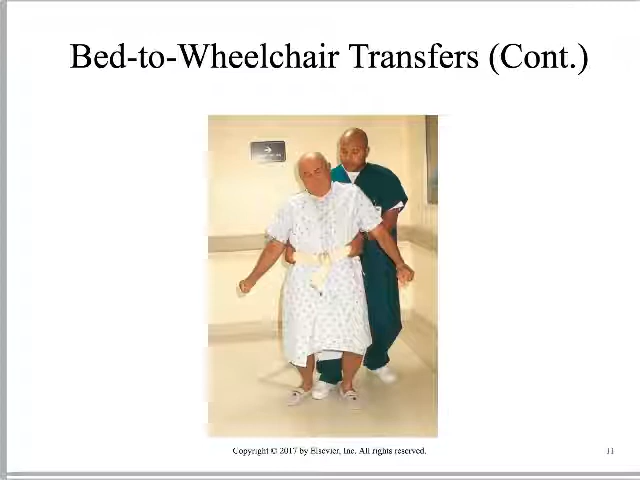 Bed-to-Wheelchair Transfers (Cont.)
Copyright © 2017 by Elsevier, Inc. All rights reserved.
11